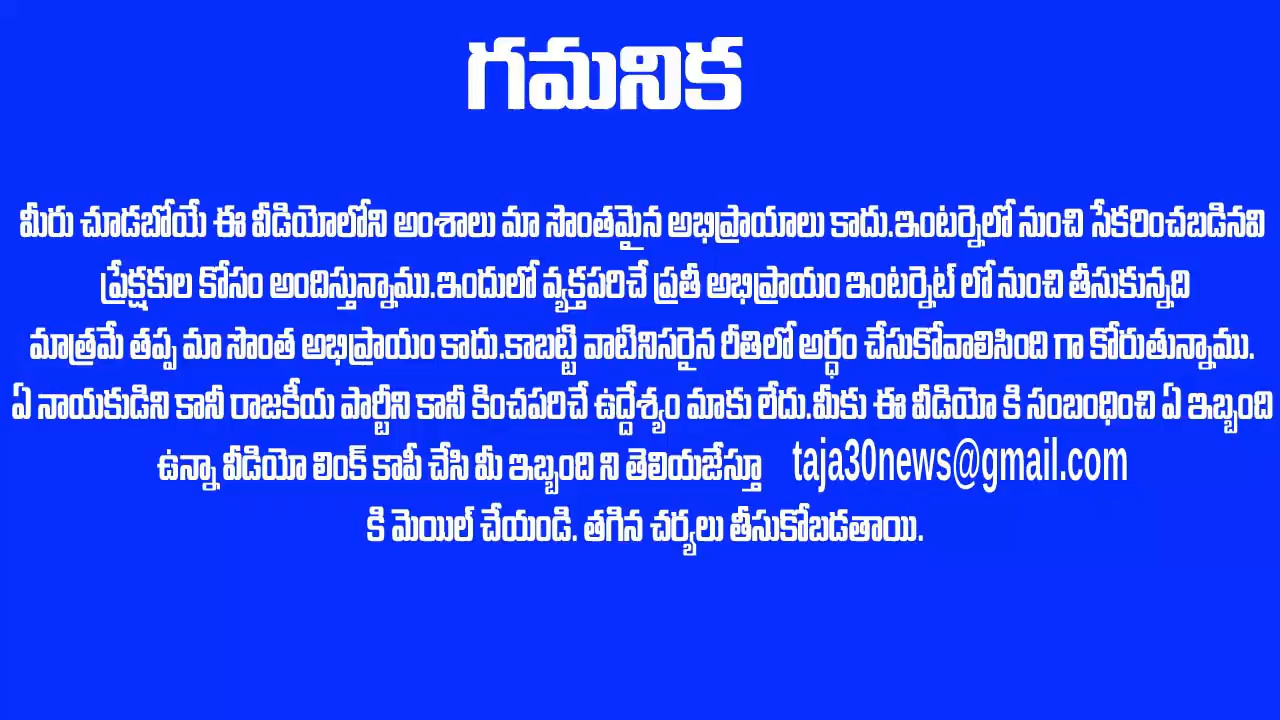 గమనిక
మీరు చూడబోయే ఈ వీడియోలోని అంశాలు మా సొంతమైన అభిప్రాయాలు కాదు.ఇంటర్నెలో నుంచి సేకరించబడినవి
ప్రేక్షకుల కోసం అందిస్తున్నాము.ఇందులో వ్యక్తపరిచే ప్రతీ అభిప్రాయం ఇంటర్నెట్ లో నుంచి తీసుకున్నది
మాత్రమే తప్ప మా సొంత అభిప్రాయం కాదు.కాబట్టి వాటినిసరైన రీతిలో అర్ధం చేసుకోవాలిసింది గా కోరుతున్నాము.
ఏ నాయకుడిని కానీ రాజకీయ పార్టీని కానీ కించపరిచే ఉద్దేశ్యం మాకు లేదు.మీకు ఈ వీడియో కి సంబంధించి ఏ ఇబ్బంది
ఉన్నా వీడియో లింక్ కాపీ చేసి మీ ఇబ్బంది ని తెలియజేస్తూ taja30news@gmail.com
కి మెయిల్ చేయండి. తగిన చర్యలు తీసుకోబడతాయి.